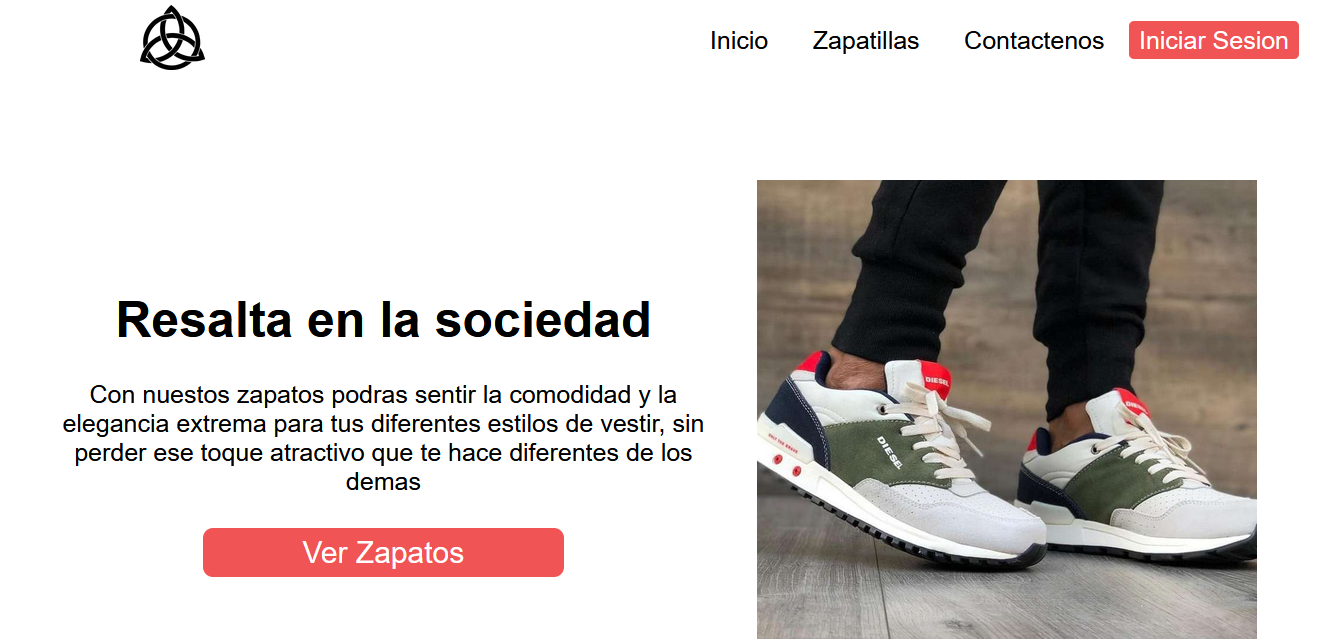 Inicio Zapatillas Contactenos Iniciar Sesion
Resalta en la sociedad
Con nuestos zapatos podras sentir la comodidad y la
elegancia extrema para tus diferentes estilos de vestir, sin
perder ese toque atractivo que te hace diferentes de los
demas
Ver Zapatos
DIESEL
DIESEL
DIESEL